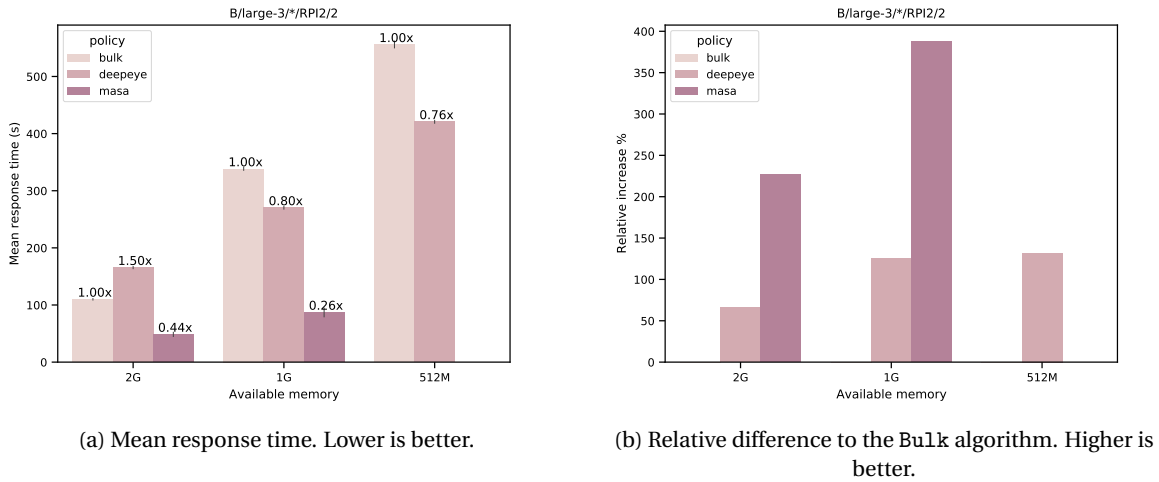 B/large-3/*/RPI2/2
policy
bulk
deepeye
masa
Mean response time (s)
500
400
300
200
100
0
1.00x
1.50x
0.44x
1.00x
0.80x
0.26x
1.00x
0.76x
2G
1G
512M
Available memory
(a) Mean response time. Lower is better.
B/large-3/*/RPI2/2
policy
bulk
deepeye
masa
Relative increase %
400
350
300
250
200
150
100
50
0
2G
1G
512M
Available memory
(b) Relative difference to the Bulk algorithm. Higher is
better.